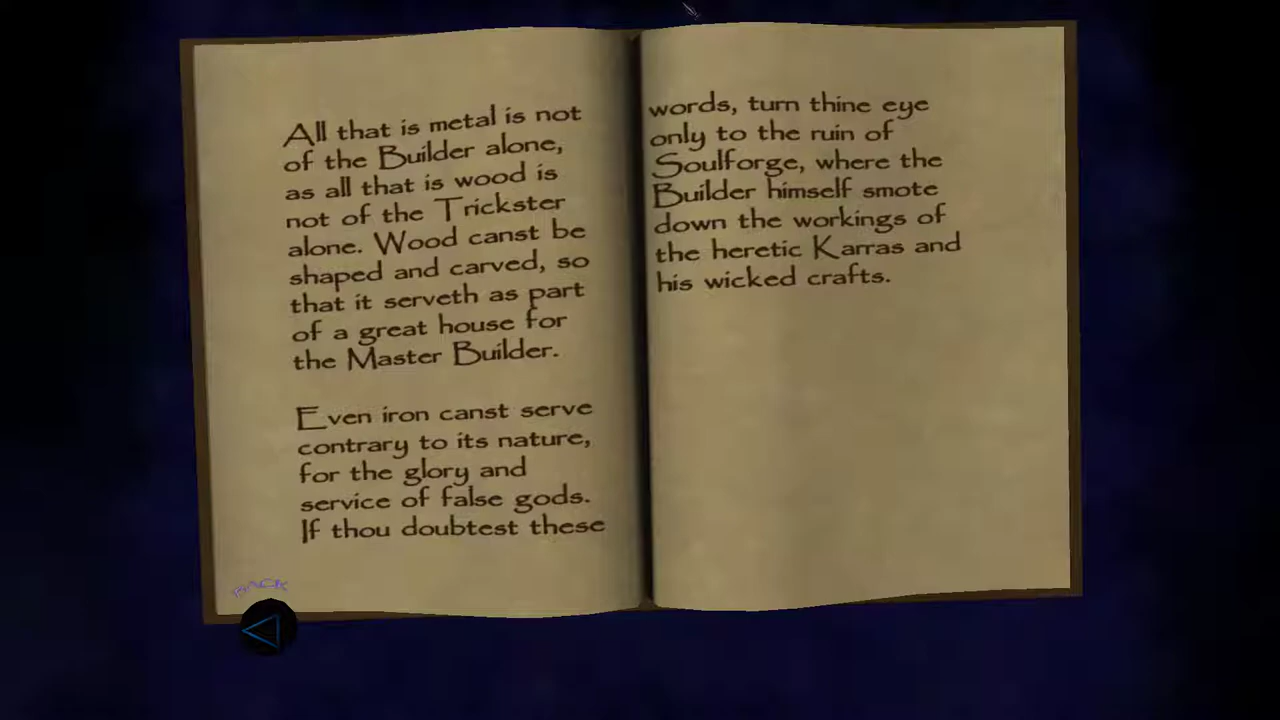 All that is metal is not
of the Builder alone,
as all that is wood is
not of the Trickster
alone. Wood canst be
shaped and carved, so
that it serveth as part
of a great house for
the Master Builder.
Even iron canst serve
contrary to its nature,
for the glory and
service of false gods.
If thou doubtest these
BACK
words, turn thine eye
only to the ruin of
Soulforge, where the
Builder himself smote
down the workings of
the heretic Karras and
his wicked crafts.